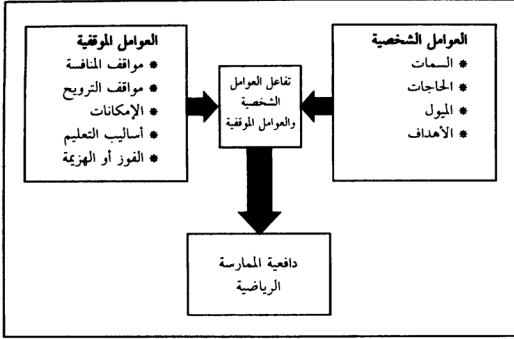 العوامل الشخصية
* السمات
* الحاجات
* الميول
* الأهداف
تفاعل العوامل
الشخصية
والعوامل الموقفية
العوامل الموقفية
* مواقف المنافسة
* مواقف الترويح
* الإمكانات
* أساليب التعليم
* الفوز أو الهزيمة
دافعية الممارسة
الرياضية